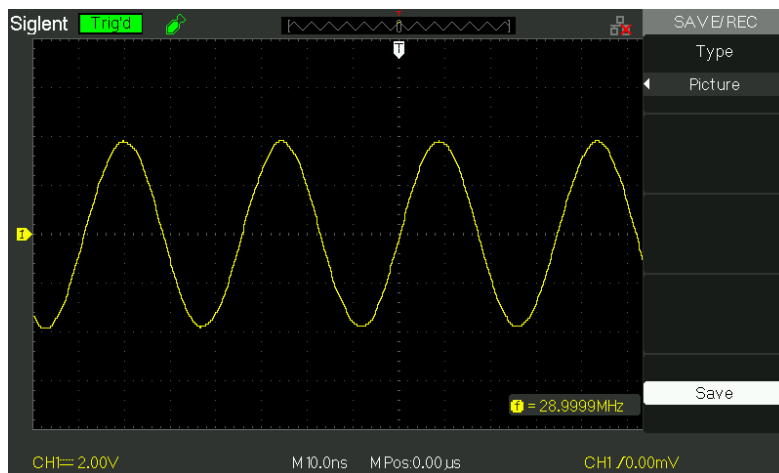 Siglent Trig'd T SAVE/REC
T Type
Picture
1
Save
f = 28.9999MHz
CH1 2.00V M 10.0ns M Pos:0.00μs CH1 /0.00mV